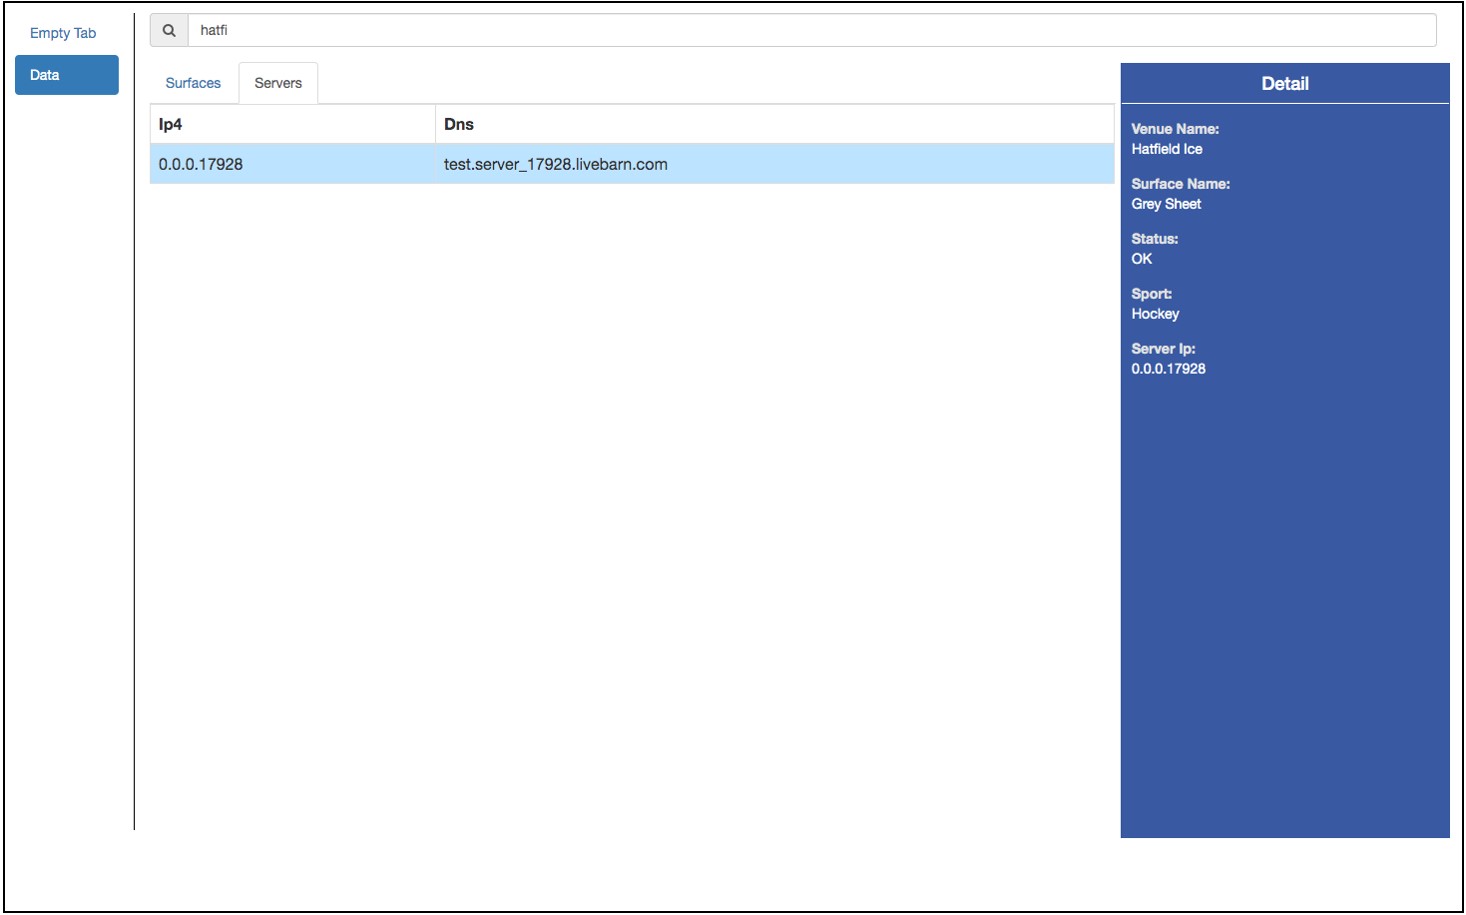 Empty Tab
Data
hatfi
Surfaces
Servers
Ip4
Dns
0.0.0.17928
test.server_17928.livebarn.com
Detail
Venue Name:
Hatfield Ice
Surface Name:
Grey Sheet
Status:
OK
Sport:
Hockey
Server Ip:
0.0.0.17928